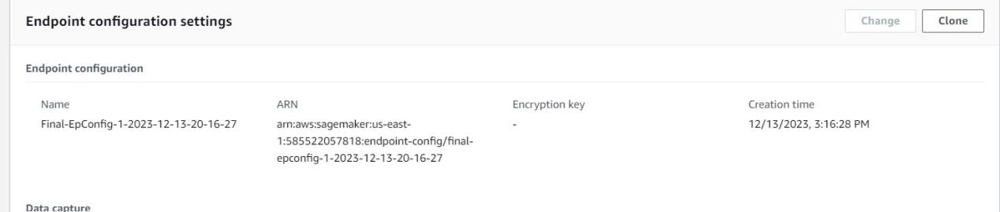 Endpoint configuration settings
Change
Clone
Endpoint configuration
Name
Final-EpConfig-1-2023-12-13-20-16-27
ARN
arn:aws:sagemaker:us-east-
1:585522057818:endpoint-config/final-
epconfig-1-2023-12-13-20-16-27
Encryption key
-
Creation time
12/13/2023, 3:16:28 PM
Data capture